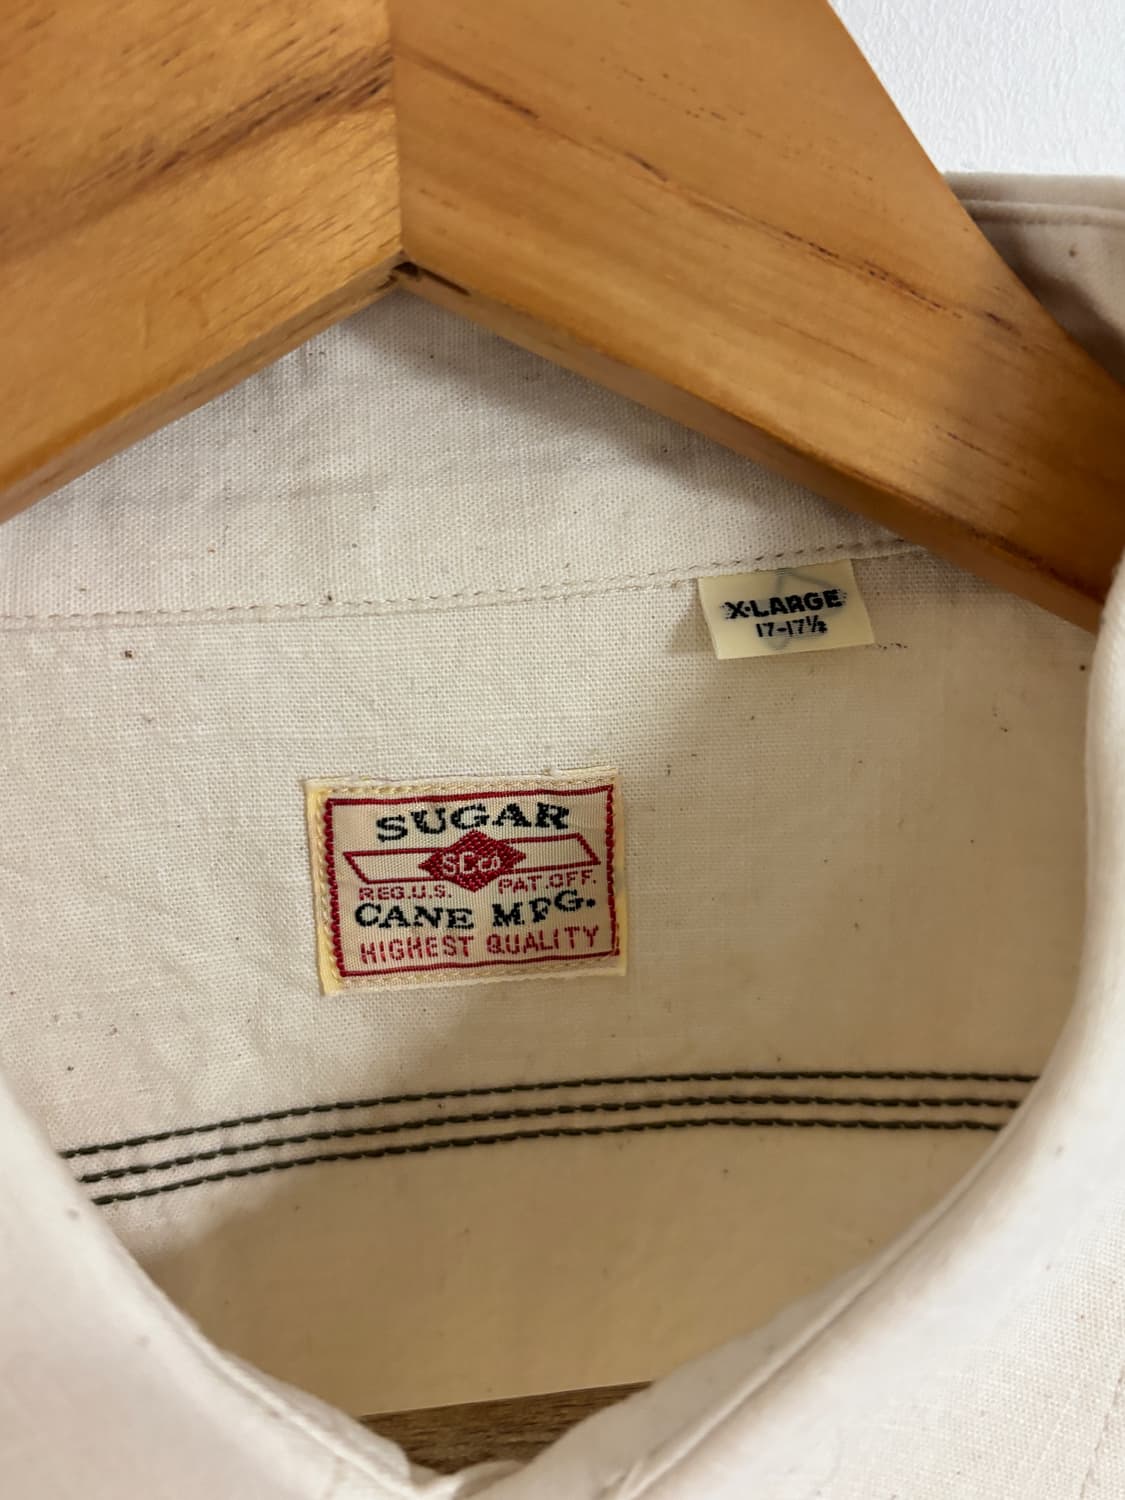 X-LARGE
17-17½
SUGAR
SCCo
REG.U.S. PAT.OFF.
CANE MFG.
HIGHEST QUALITY